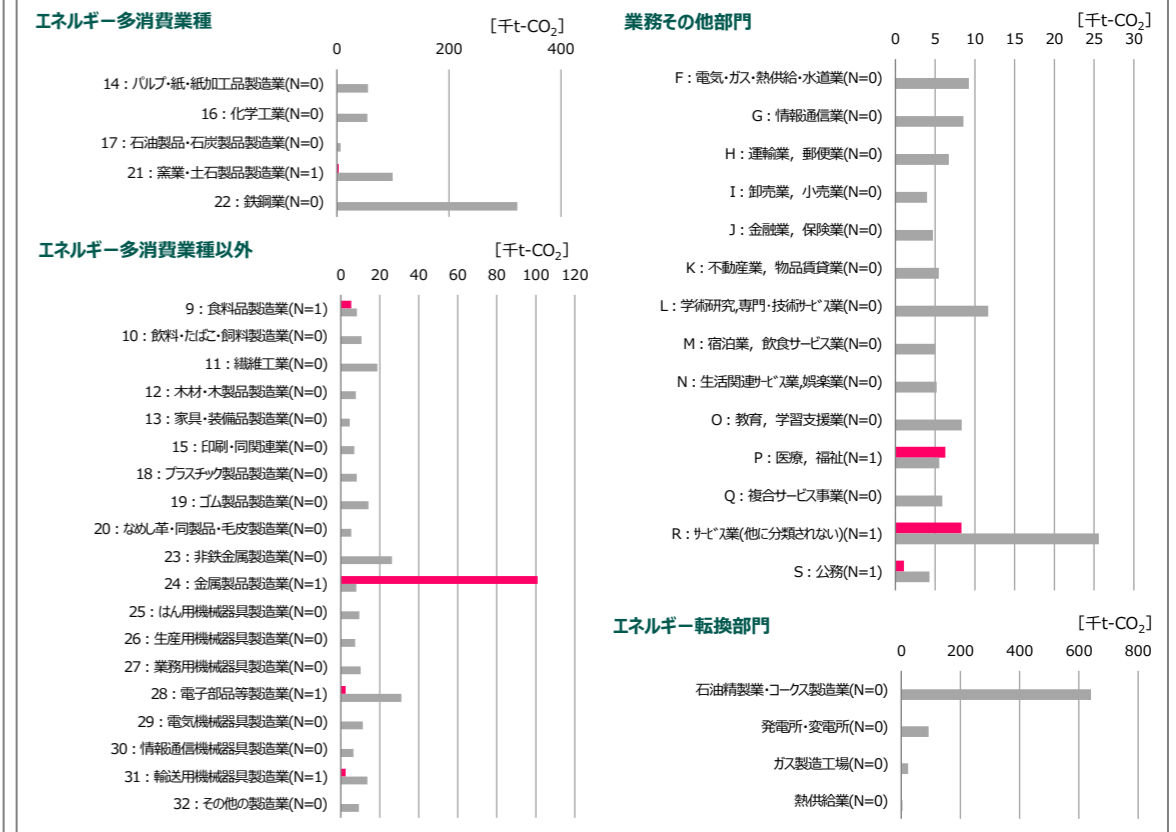 エネルギー多消費業種
[千t-CO₂]
0 200 400
14：パルプ・紙・紙加工品製造業(N=0)
16：化学工業(N=0)
17：石油製品・石炭製品製造業(N=0)
21：窯業・土石製品製造業(N=1)
22：鉄鋼業(N=0)
エネルギー多消費業種以外
[千t-CO₂]
0 20 40 60 80 100 120
9：食料品製造業(N=1)
10：飲料・たばこ・飼料製造業(N=0)
11：繊維工業(N=0)
12：木材・木製品製造業(N=0)
13：家具・装備品製造業(N=0)
15：印刷・同関連業(N=0)
18：プラスチック製品製造業(N=0)
19：ゴム製品製造業(N=0)
20：なめし革・同製品・毛皮製造業(N=0)
23：非鉄金属製造業(N=0)
24：金属製品製造業(N=1)
25：はん用機械器具製造業(N=0)
26：生産用機械器具製造業(N=0)
27：業務用機械器具製造業(N=0)
28：電子部品等製造業(N=1)
29：電気機械器具製造業(N=0)
30：情報通信機械器具製造業(N=0)
31：輸送用機械器具製造業(N=1)
32：その他の製造業(N=0)
業務その他部門
[千t-CO₂]
0 5 10 15 20 25 30
F：電気・ガス・熱供給・水道業(N=0)
G：情報通信業(N=0)
H：運輸業，郵便業(N=0)
I：卸売業，小売業(N=0)
J：金融業，保険業(N=0)
K：不動産業，物品賃貸業(N=0)
L：学術研究,専門・技術サービス業(N=0)
M：宿泊業，飲食サービス業(N=0)
N：生活関連サービス業,娯楽業(N=0)
O：教育，学習支援業(N=0)
P：医療，福祉(N=1)
Q：複合サービス事業(N=0)
R：サービス業(他に分類されない)(N=1)
S：公務(N=1)
エネルギー転換部門
[千t-CO₂]
0 200 400 600 800
石油精製業・コークス製造業(N=0)
発電所・変電所(N=0)
ガス製造工場(N=0)
熱供給業(N=0)